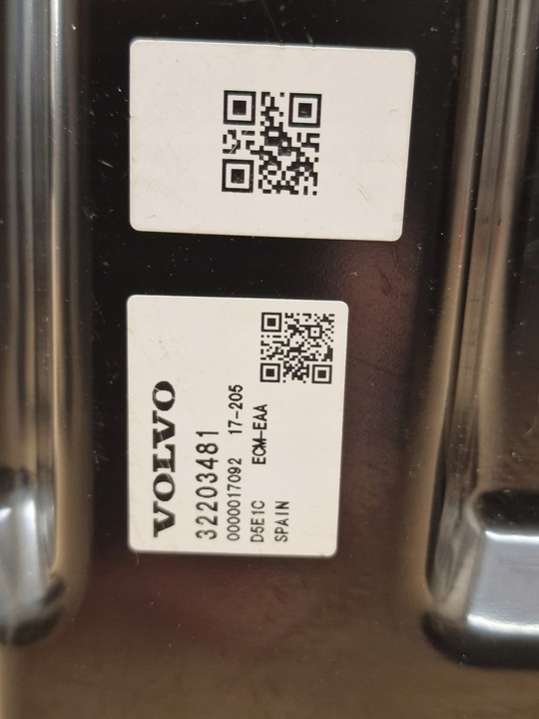 VOLVO
32203481
0000017092 17-205
D5E1C ECM-EAA
SPAIN